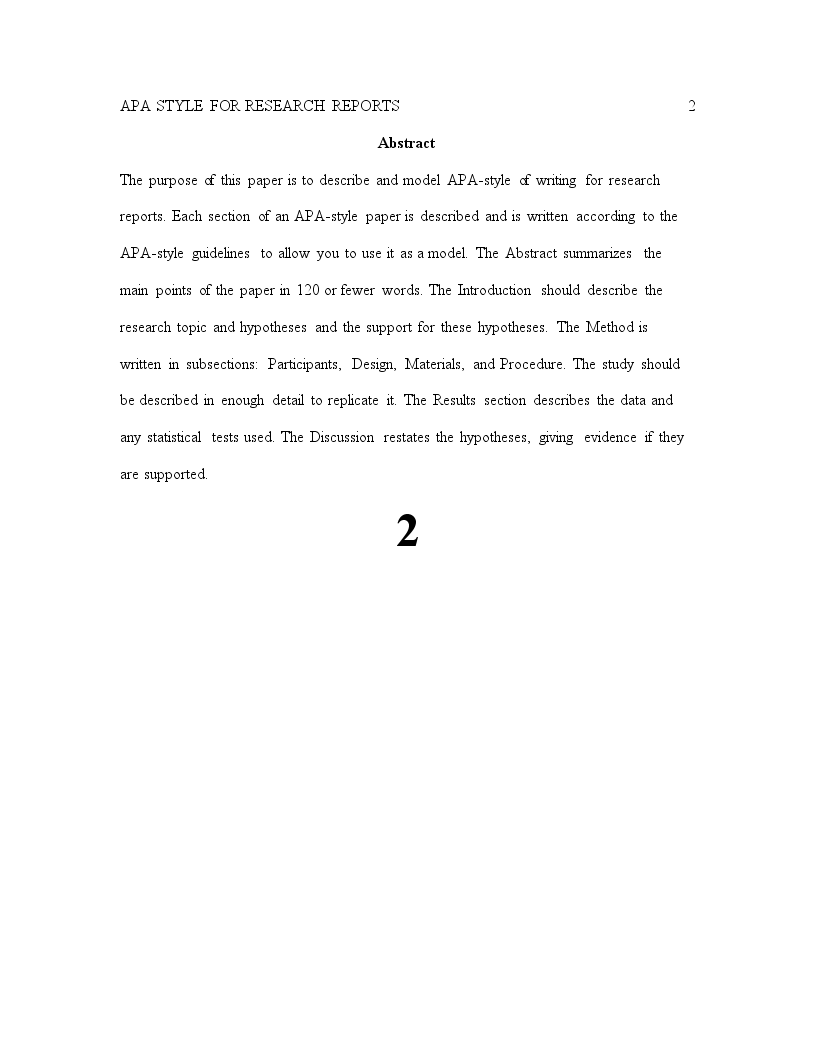 APA STYLE FOR RESEARCH REPORTS 2
Abstract
The purpose of this paper is to describe and model APA-style of writing for research
reports. Each section of an APA-style paper is described and is written according to the
APA-style guidelines to allow you to use it as a model. The Abstract summarizes the
main points of the paper in 120 or fewer words. The Introduction should describe the
research topic and hypotheses and the support for these hypotheses. The Method is
written in subsections: Participants, Design, Materials, and Procedure. The study should
be described in enough detail to replicate it. The Results section describes the data and
any statistical tests used. The Discussion restates the hypotheses, giving evidence if they
are supported.
2